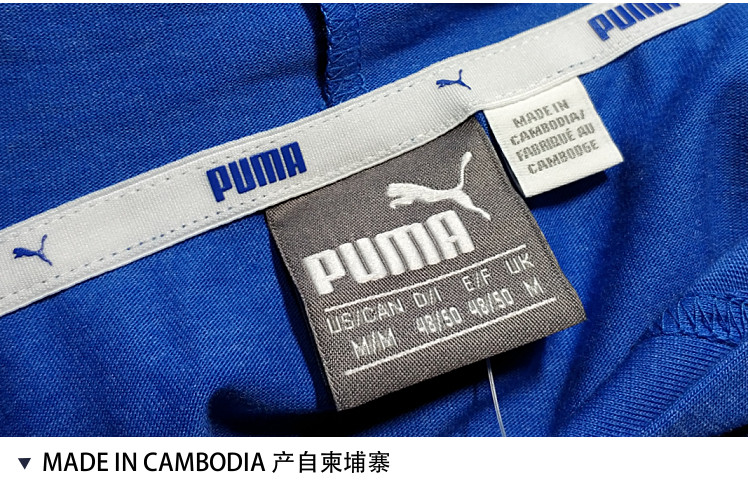 PUMA
PUMA
MADE IN
CAMBODIA/
FABRIQUÉ AU
CAMBODGE
PUMA
US/CAN D/I E/F UK
M/M 48/50 48/50 M
▼ MADE IN CAMBODIA 产自柬埔寨